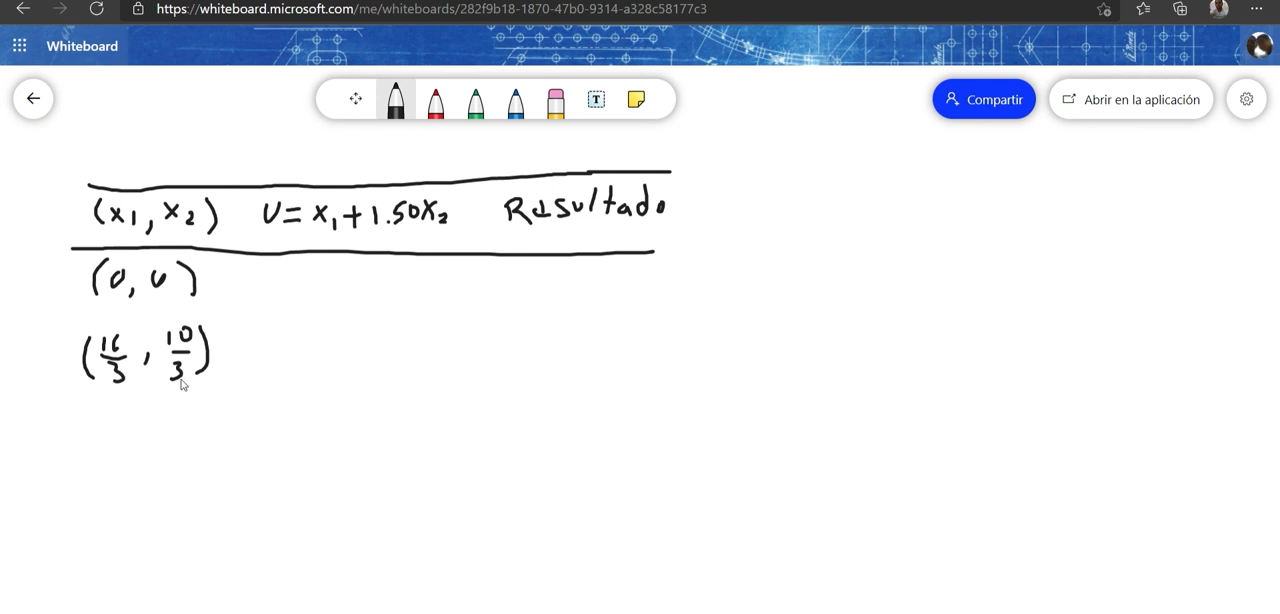 https://whiteboard.microsoft.com/me/whiteboards/282f9b18-1870-47b0-9314-a328c58177c3
Whiteboard
T
Compartir
Abrir en la aplicación
(x₁, x₂) U = x₁ + 1.50x₂ Resultado
(0, 0)
(16/3, 10/3)